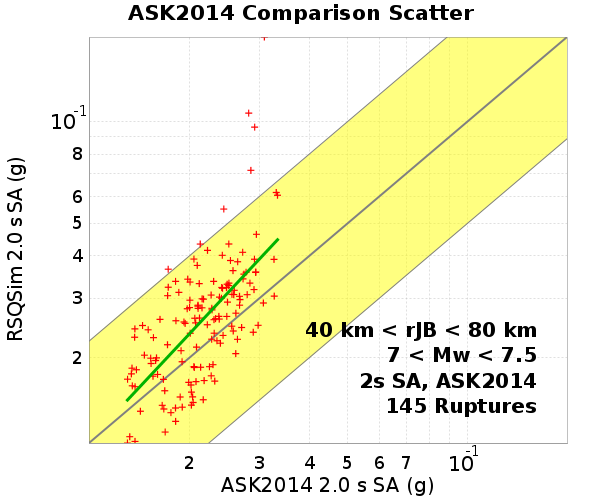 ASK2014 Comparison Scatter
RSQSim 2.0 s SA (g)
10-1
8
6
5
4
3
2
40 km < rJB < 80 km
7 < Mw < 7.5
2s SA, ASK2014
145 Ruptures
2 3 4 5 6 7 10-1
ASK2014 2.0 s SA (g)